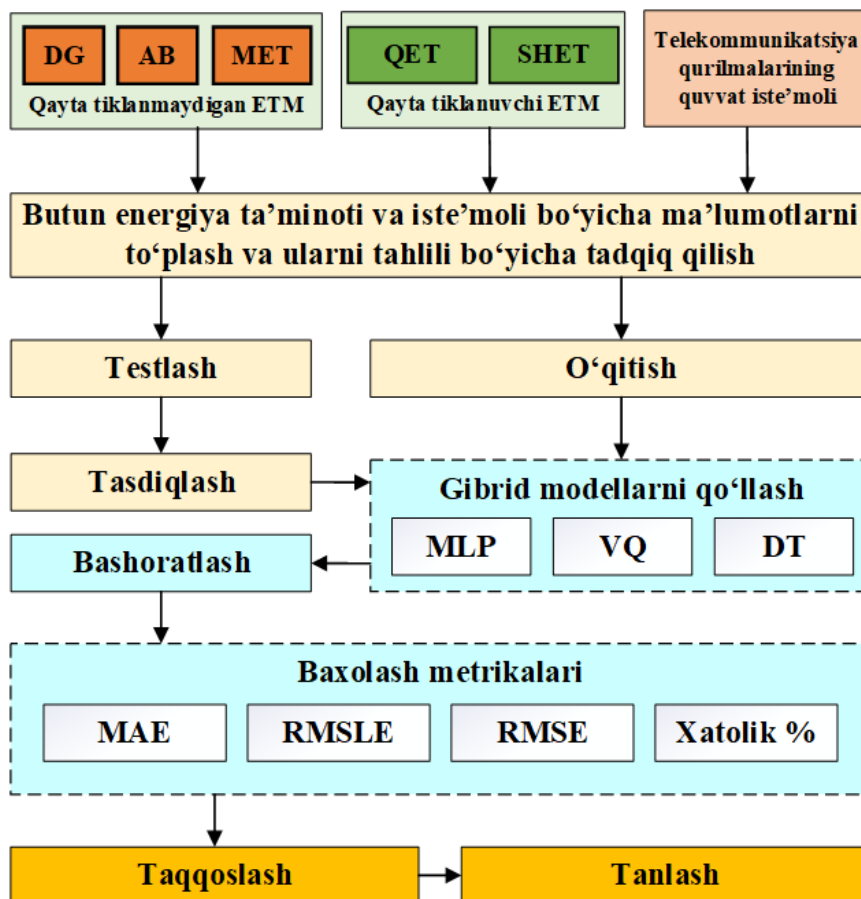 DG
AB
MET
Qayta tiklanmaydigan ETM
QET
SHET
Qayta tiklanuvchi ETM
Telekommunikatsiya
qurilmalarining
quvvat iste’moli
Butun energiya ta’minoti va iste’moli bo‘yicha ma’lumotlarni
to‘plash va ularni tahlili bo‘yicha tadqiq qilish
Testlash
O‘qitish
Tasdiqlash
Gibrid modellarni qo‘llash
MLP
VQ
DT
Bashoratlash
Baxolash metrikalari
MAE
RMSLE
RMSE
Xatolik %
Taqqoslash
Tanlash